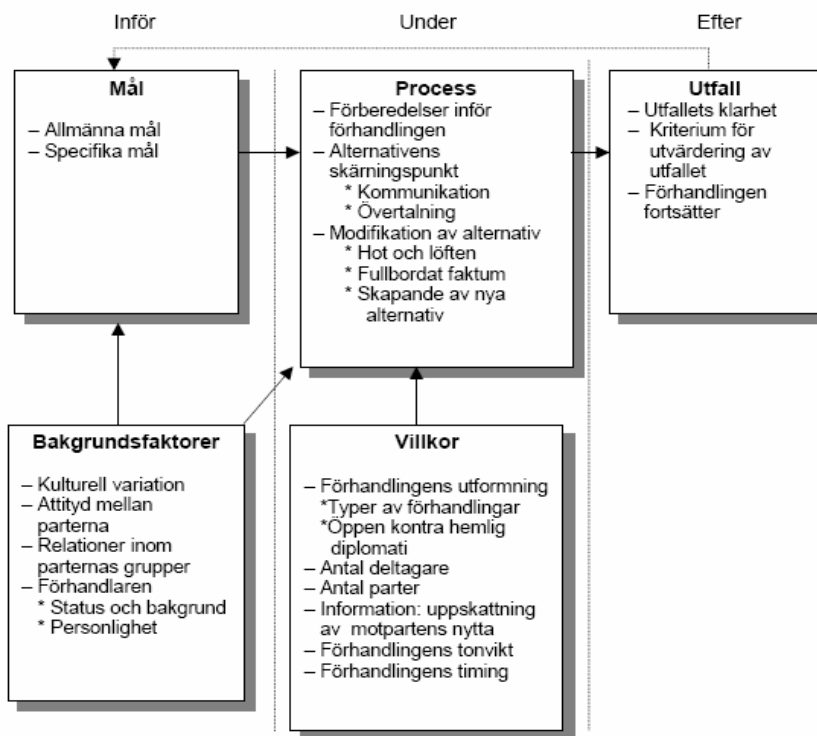 Inför
Under
Efter
Mål
– Allmänna mål
– Specifika mål
Process
– Förberedelser inför
förhandlingen
– Alternativens
skärningspunkt
* Kommunikation
* Övertalning
– Modifikation av alternativ
* Hot och löften
* Fullbordat faktum
* Skapande av nya
alternativ
Utfall
– Utfallets klarhet
– Kriterium för
utvärdering av
utfallet
– Förhandlingen
fortsätter
Bakgrundsfaktorer
– Kulturell variation
– Attityd mellan
parterna
– Relationer inom
parternas grupper
– Förhandlaren
* Status och bakgrund
* Personlighet
Villkor
– Förhandlingens utformning
*Typer av förhandlingar
*Öppen kontra hemlig
diplomati
– Antal deltagare
– Antal parter
– Information: uppskattning
av motpartens nytta
– Förhandlingens tonvikt
– Förhandlingens timing